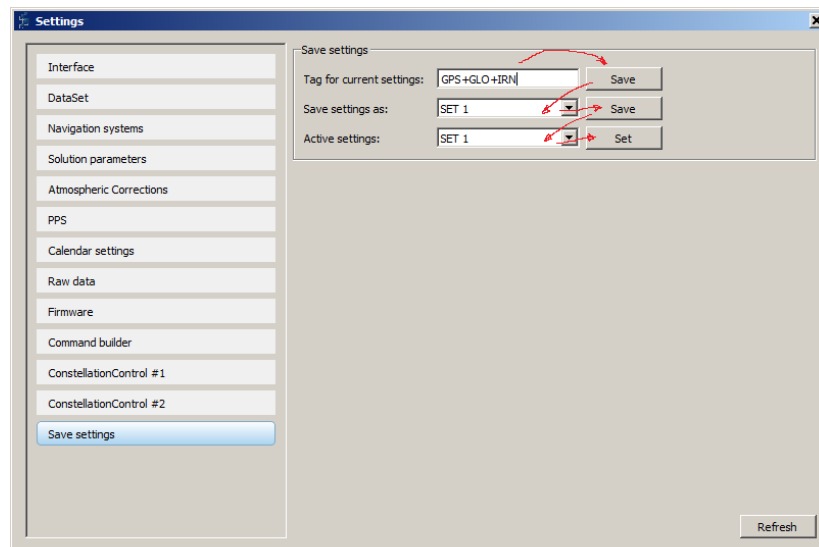 Settings
Interface
DataSet
Navigation systems
Solution parameters
Atmospheric Corrections
PPS
Calendar settings
Raw data
Firmware
Command builder
ConstellationControl #1
ConstellationControl #2
Save settings
Save settings
Tag for current settings: GPS+GLO+IRN Save
Save settings as: SET 1 Save
Active settings: SET 1 Set
Refresh